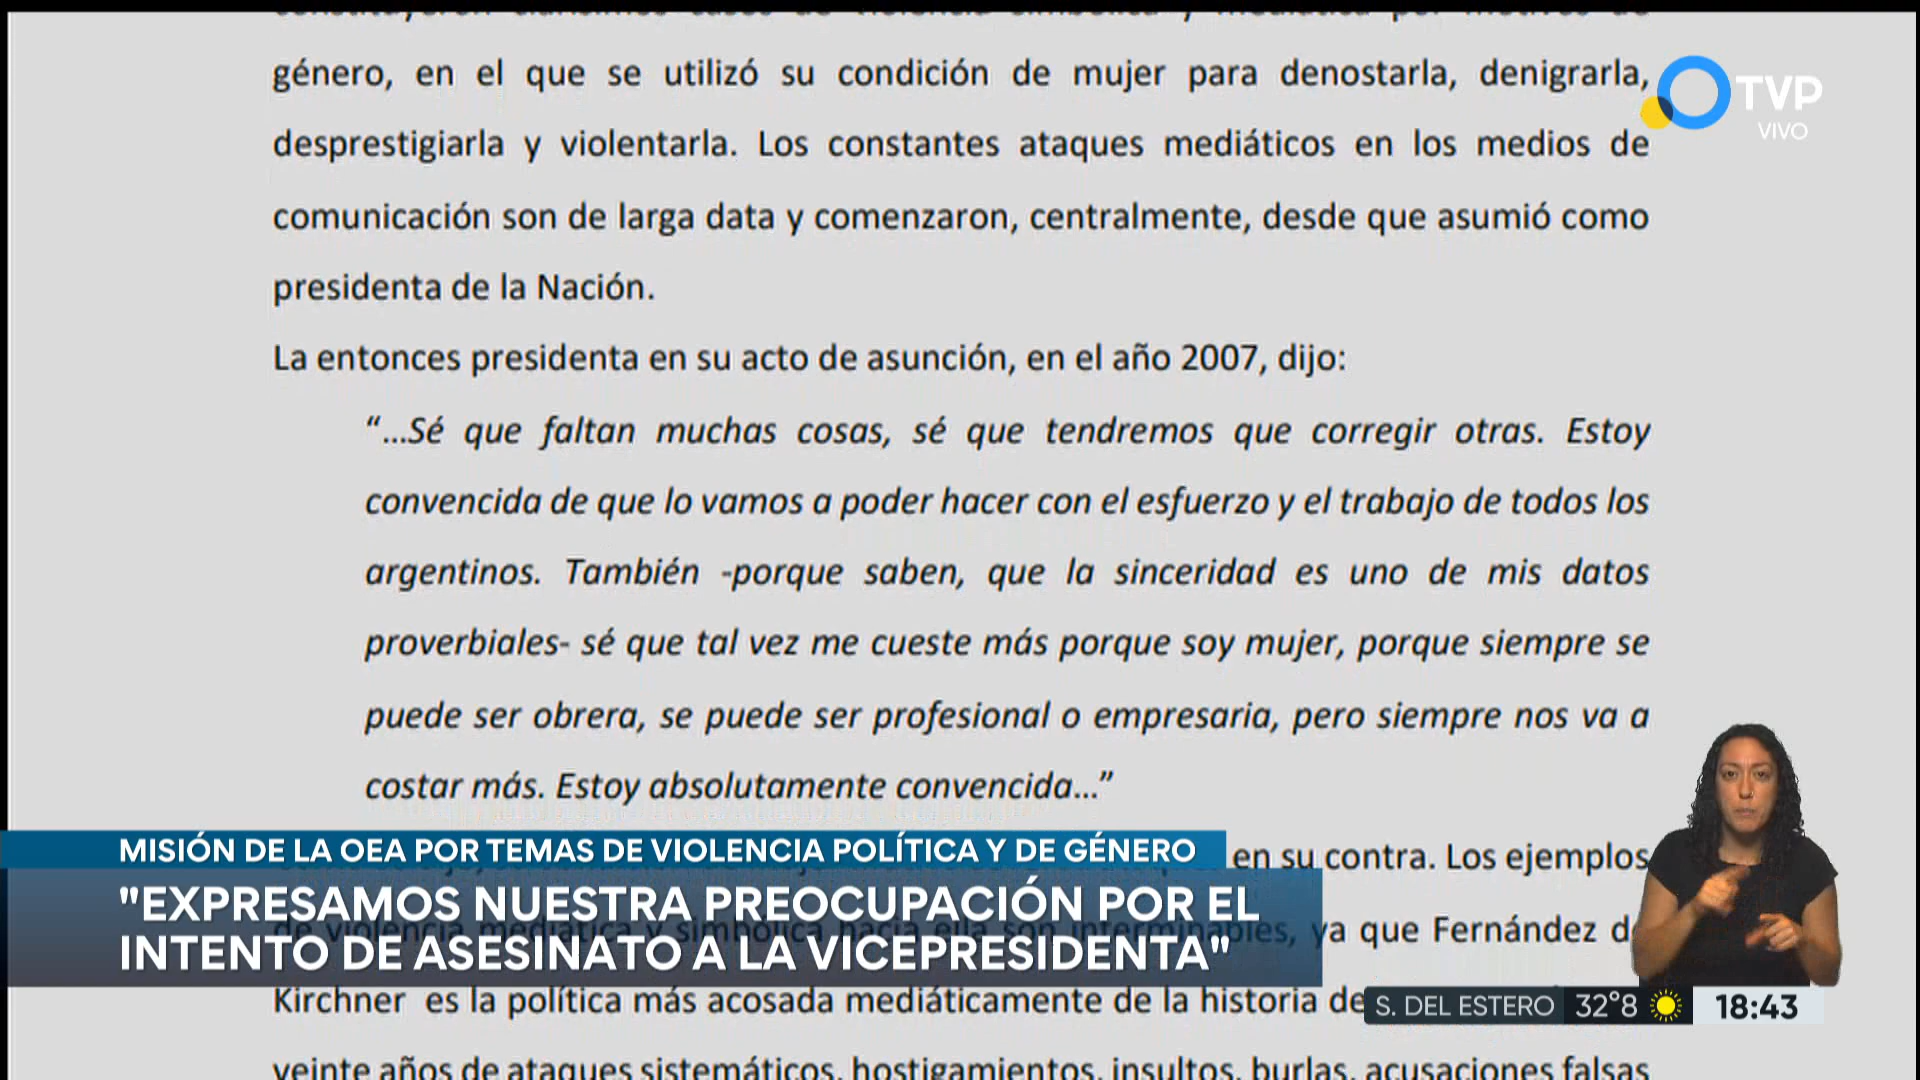 género, en el que se utilizó su condición de mujer para denostarla, denigrarla,
desprestigiarla y violentarla. Los constantes ataques mediáticos en los medios de
comunicación son de larga data y comenzaron, centralmente, desde que asumió como
presidenta de la Nación.
La entonces presidenta en su acto de asunción, en el año 2007, dijo:
“...Sé que faltan muchas cosas, sé que tendremos que corregir otras. Estoy
convencida de que lo vamos a poder hacer con el esfuerzo y el trabajo de todos los
argentinos. También -porque saben, que la sinceridad es uno de mis datos
proverbiales- sé que tal vez me cueste más porque soy mujer, porque siempre se
puede ser obrera, se puede ser profesional o empresaria, pero siempre nos va a
costar más. Estoy absolutamente convencida...”
en su contra. Los ejemplos
de violencia mediática y simbólica hacia ella son interminables, ya que Fernández de
Kirchner es la política más acosada mediáticamente de la historia de
veinte años de ataques sistemáticos, hostigamientos, insultos, burlas, acusaciones falsas
TVP
VIVO
MISIÓN DE LA OEA POR TEMAS DE VIOLENCIA POLÍTICA Y DE GÉNERO
"EXPRESAMOS NUESTRA PREOCUPACIÓN POR EL
INTENTO DE ASESINATO A LA VICEPRESIDENTA"
S. DEL ESTERO 32°8 18:43